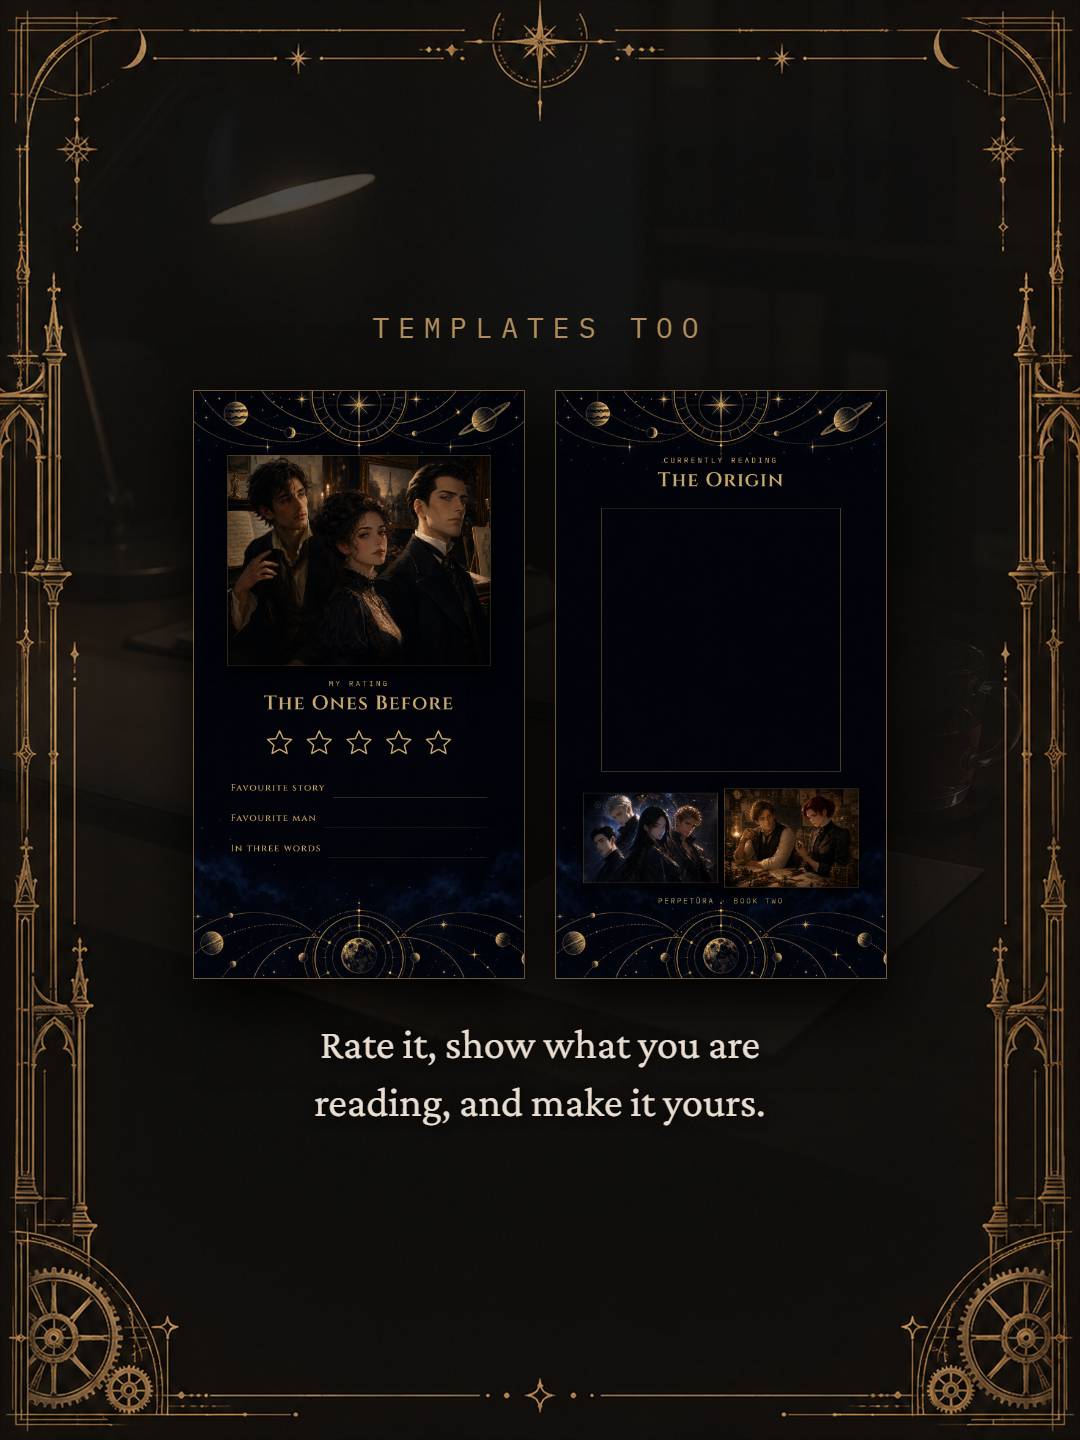 TEMPLATES TOO
MY RATING
The Ones Before
Favourite story
Favourite man
In three words
CURRENTLY READING
The Origin
PERPETŪRA · BOOK TWO
Rate it, show what you are
reading, and make it yours.